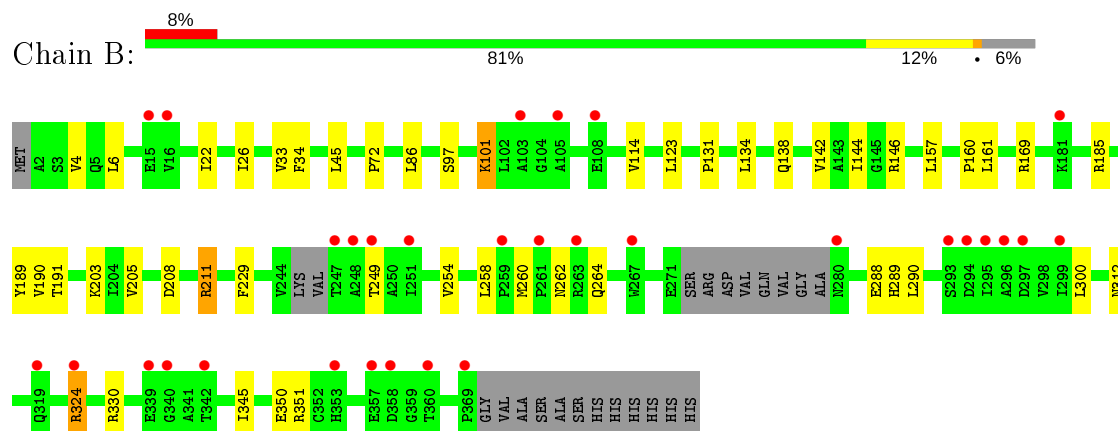 8%
Chain B:
81% 12% • 6%
MET A2 S3 V4 Q5 L6 E15 V16 I22 I26 V33 F34 L45 P72 L86 S97 K101 L102 A103 G104 A105 E108 V114 L123 P131 L134 Q138 V142 A143 I144 G145 R146 L157 P160 L161 R169 K181 R185
Y189 V190 T191 K203 I204 V205 D208 R211 F229 V244 LYS VAL T247 A248 T249 A250 I251 V254 L258 P259 M260 P261 N262 R263 Q264 W267 E271 SER ARG ASP VAL GLN VAL GLY ALA N280 E288 H289 L290 S293 D294 I295 A296 D297 V298 I299 L300 N312
Q319 R324 R330 E339 G340 A341 T342 I345 E350 R351 C352 H353 E357 D358 G359 T360 P369 GLY VAL ALA SER ALA SER HIS HIS HIS HIS HIS HIS